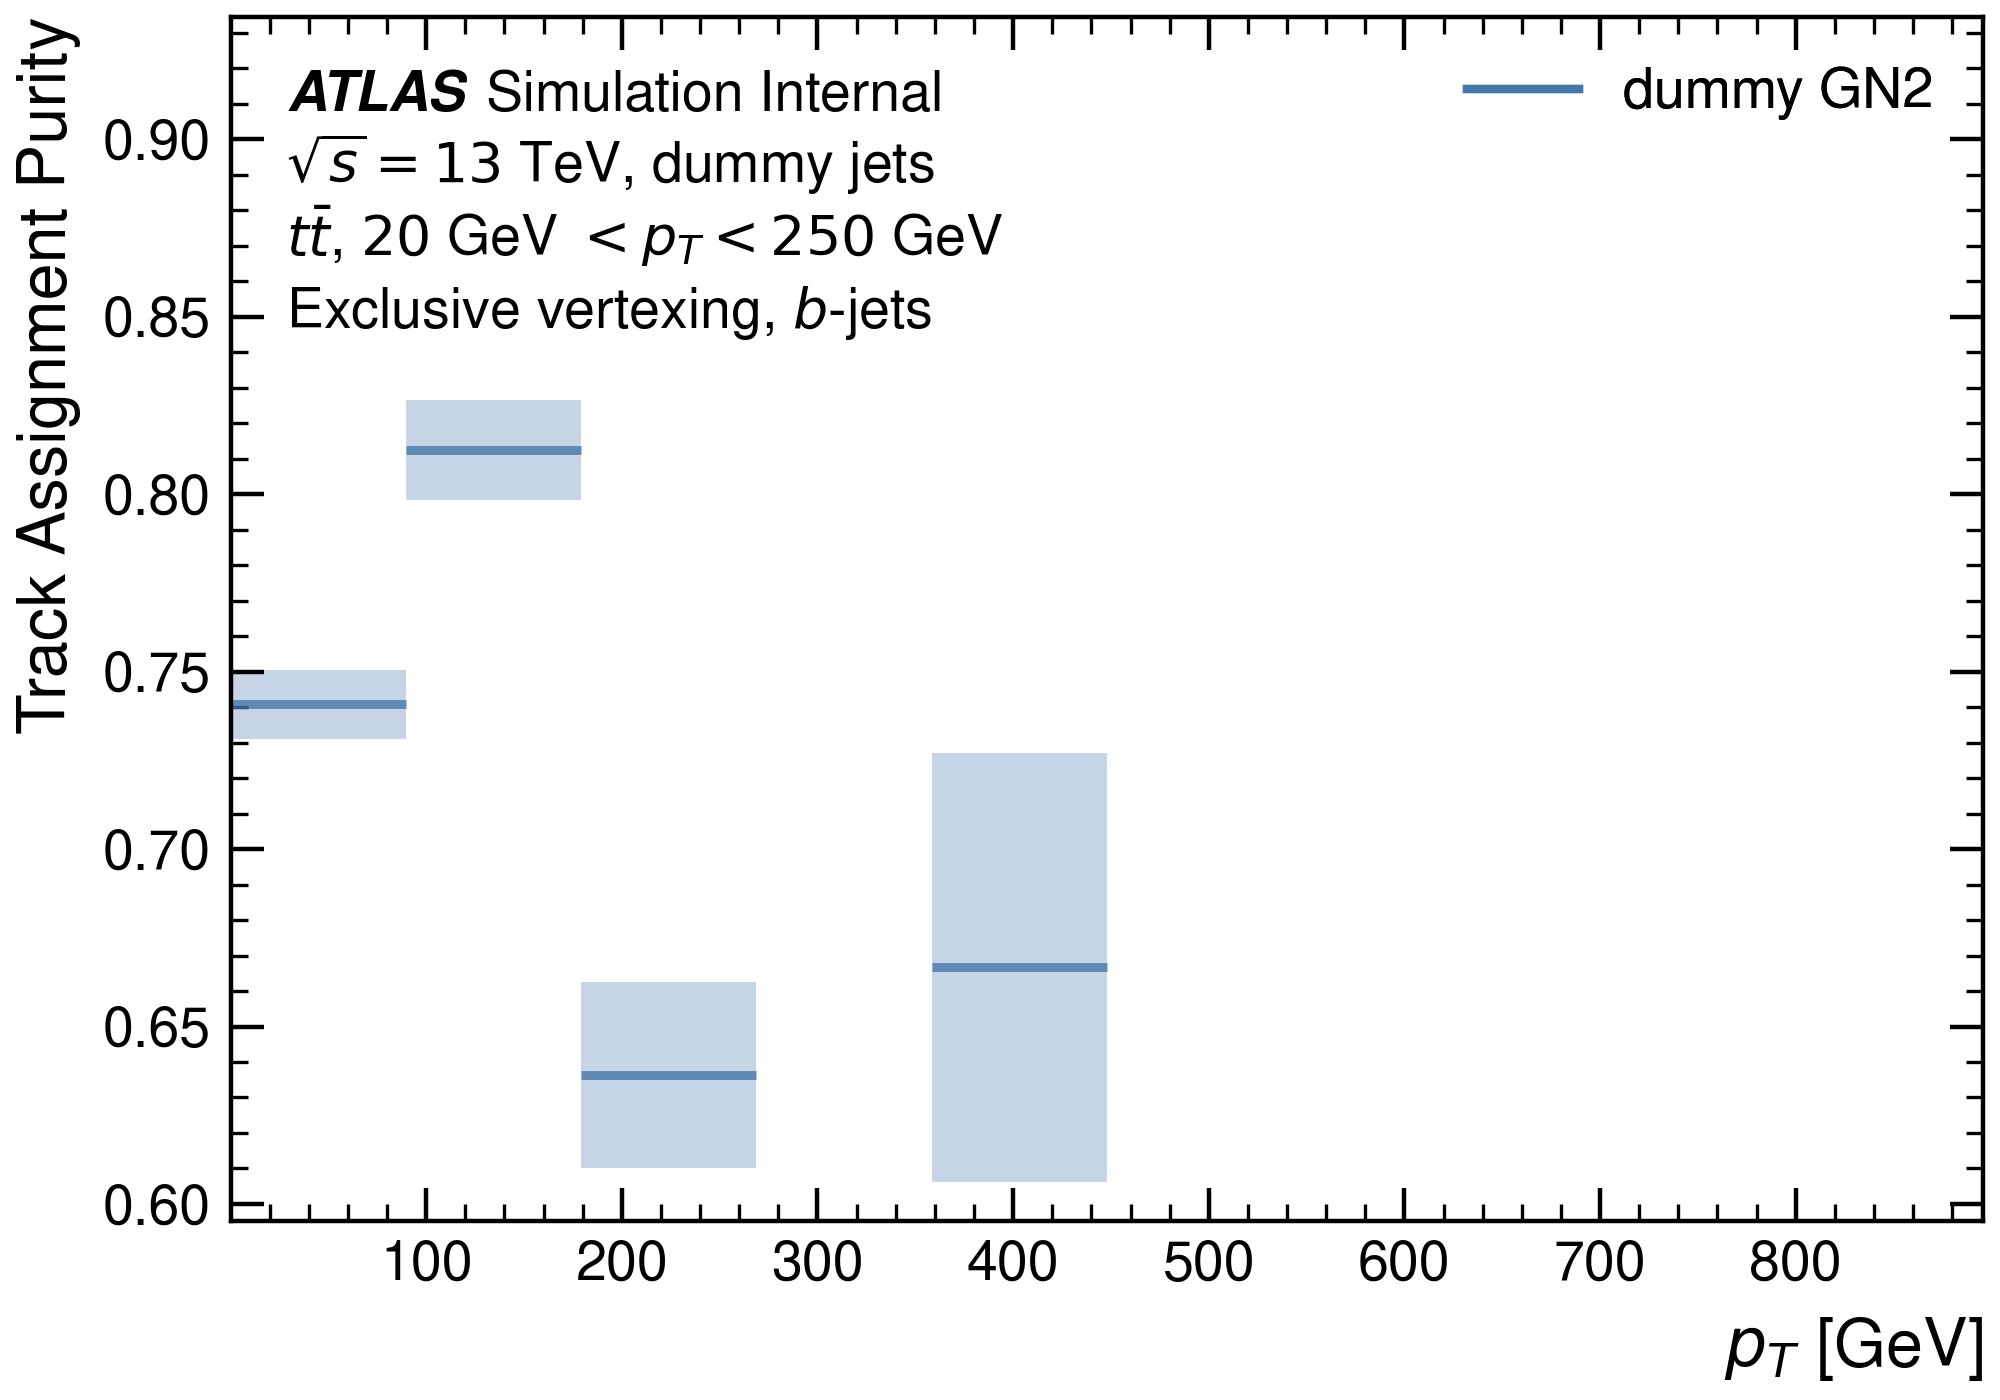 Track Assignment Purity
ATLAS Simulation Internal
√s = 13 TeV, dummy jets
tt̄, 20 GeV < p_T < 250 GeV
Exclusive vertexing, b-jets
dummy GN2
0.90
0.85
0.80
0.75
0.70
0.65
0.60
100 200 300 400 500 600 700 800
p_T [GeV]